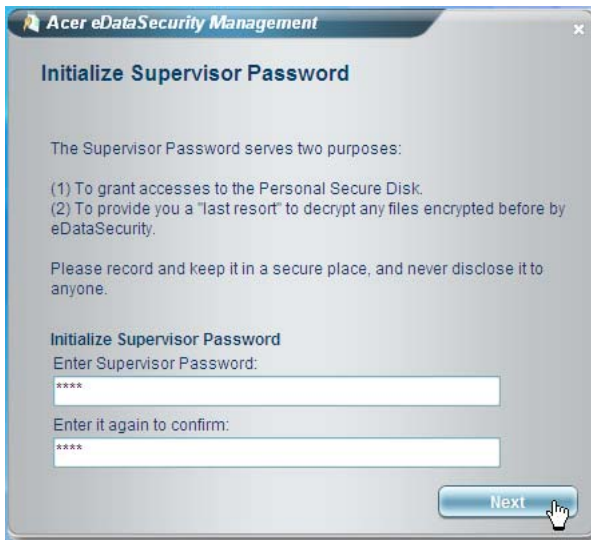 Acer eDataSecurity Management
x
Initialize Supervisor Password
The Supervisor Password serves two purposes:
(1) To grant accesses to the Personal Secure Disk.
(2) To provide you a "last resort" to decrypt any files encrypted before by
eDataSecurity.
Please record and keep it in a secure place, and never disclose it to
anyone.
Initialize Supervisor Password
Enter Supervisor Password:
****
Enter it again to confirm:
****
Next